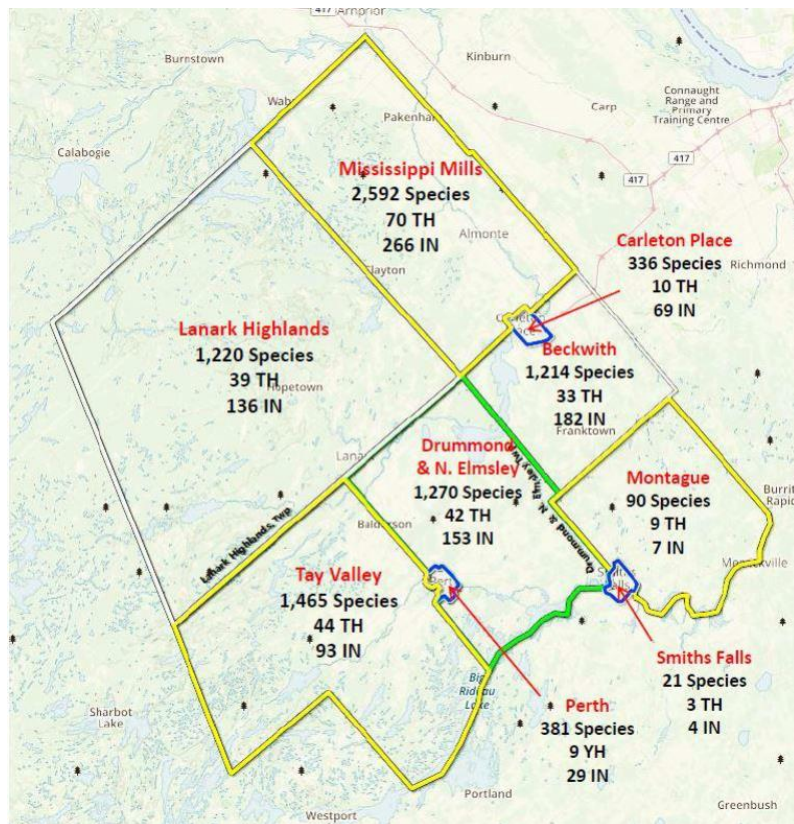 417
Arnprior
Burnstown
Kinburn
Connaught
Range and
Primary
Training Centre
Carp
Pakenham
Calabogie
417
417
Mississippi Mills
2,592 Species
70 TH
266 IN
Almonte
Clayton
Carleton Place
336 Species
10 TH
69 IN
Richmond
Lanark Highlands
1,220 Species
39 TH
136 IN
Hopetown
Beckwith
1,214 Species
33 TH
182 IN
Franktown
Drummond
& N. Elmsley
1,270 Species
42 TH
153 IN
Drummond & N. Elmsley Twp
Balderson
Lanark Highlands, Twp
Montague
90 Species
9 TH
7 IN
Tay Valley
1,465 Species
44 TH
93 IN
Smiths Falls
21 Species
3 TH
4 IN
Big
Rideau
Lake
Perth
381 Species
9 YH
29 IN
Sharbot
Lake
Portland
Westport
Greenbush